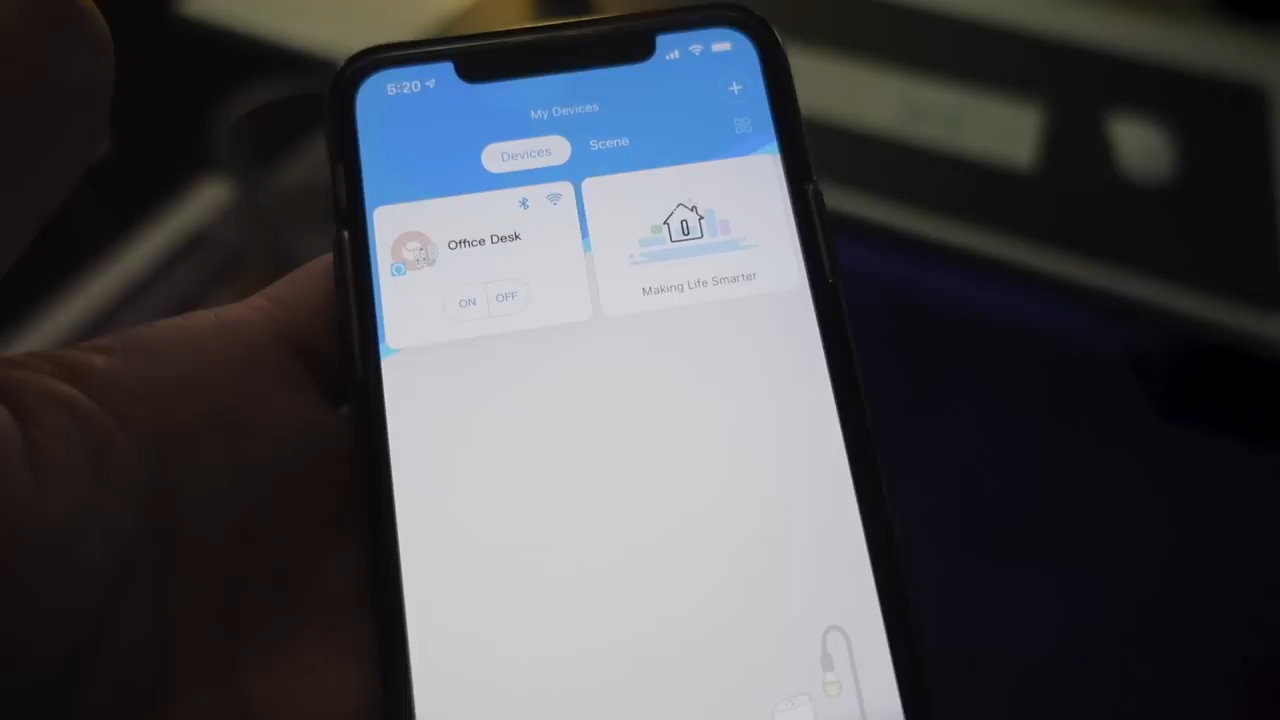 5:20
My Devices
Devices
Scene
Office Desk
ON
OFF
Making Life Smarter